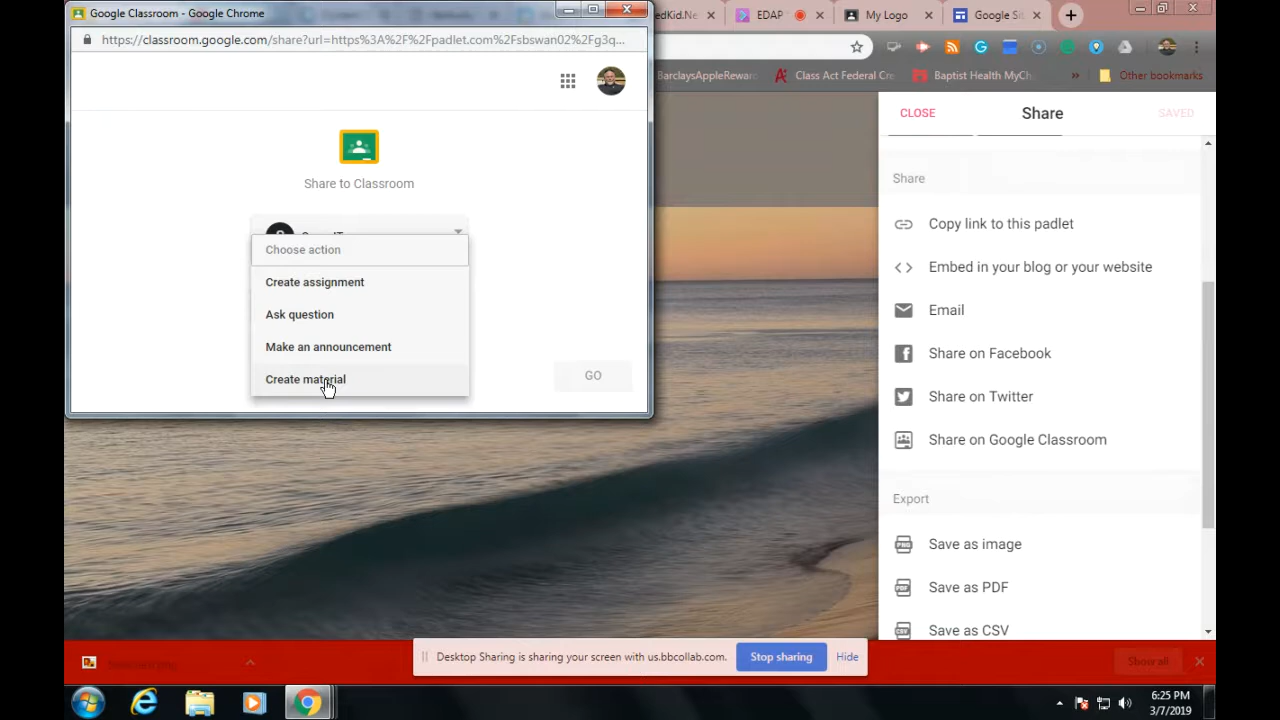 Google Classroom - Google Chrome
https://classroom.google.com/share?url=https%3A%2F%2Fpadlet.com%2Fsbswan02%2Fg3q...
Share to Classroom
Choose action
Create assignment
Ask question
Make an announcement
Create material
GO
edKid.Ne
EDAP
My Logo
Google Si
BarclaysAppleRewar
Class Act Federal Cre
Baptist Health MyCh
»
Other bookmarks
CLOSE
Share
SAVED
Share
Copy link to this padlet
Embed in your blog or your website
Email
Share on Facebook
Share on Twitter
Share on Google Classroom
Export
PNG Save as image
PDF Save as PDF
CSV Save as CSV
Desktop Sharing is sharing your screen with us.bbcollab.com.
Stop sharing
Hide
Show all
6:25 PM
3/7/2019